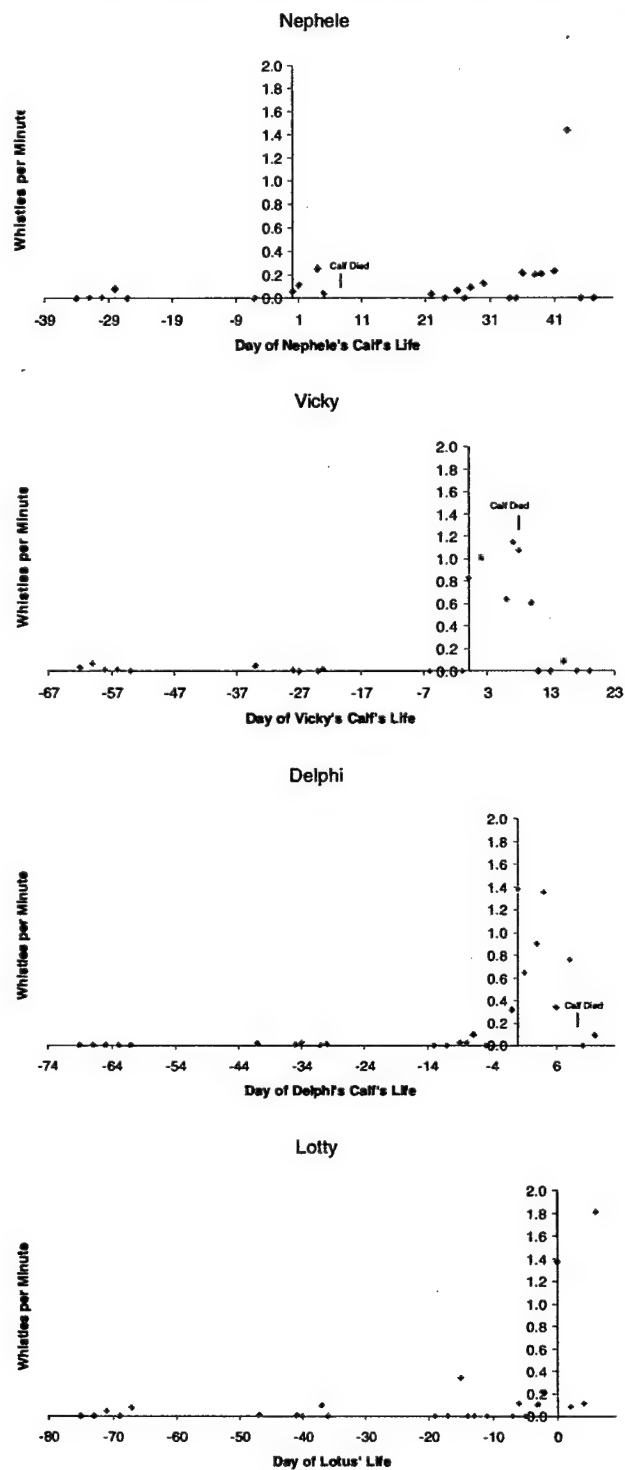 Nephele
Whistles per Minute
2.0
1.8
1.6
1.4
1.2
1.0
0.8
0.6
0.4
0.2
0.0
Calf Died
-39 -29 -19 -9 1 11 21 31 41
Day of Nephele's Calf's Life
Vicky
Whistles per Minute
2.0
1.8
1.6
1.4
1.2
1.0
0.8
0.6
0.4
0.2
0.0
Calf Died
-67 -57 -47 -37 -27 -17 -7 3 13 23
Day of Vicky's Calf's Life
Delphi
Whistles per Minute
2.0
1.8
1.6
1.4
1.2
1.0
0.8
0.6
0.4
0.2
0.0
Calf Died
-74 -64 -54 -44 -34 -24 -14 -4 6
Day of Delphi's Calf's Life
Lotty
Whistles per Minute
2.0
1.8
1.6
1.4
1.2
1.0
0.8
0.6
0.4
0.2
0.0
-80 -70 -60 -50 -40 -30 -20 -10 0
Day of Lotus' Life